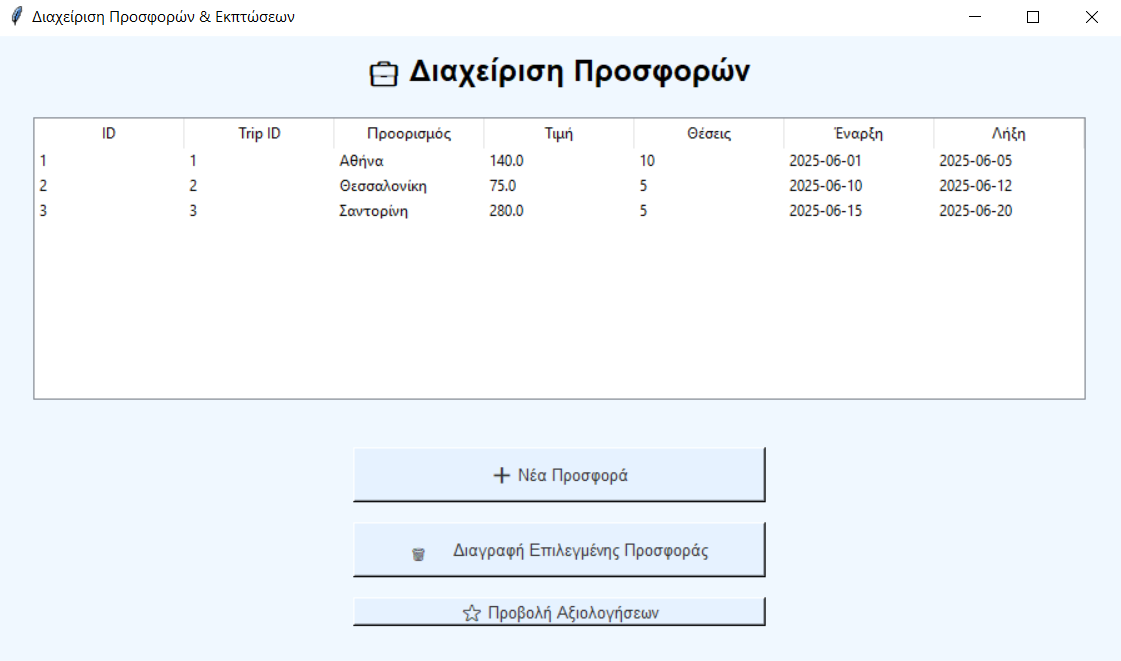 Διαχείριση Προσφορών & Εκπτώσεων
Διαχείριση Προσφορών
ID Trip ID Προορισμός Τιμή Θέσεις Έναρξη Λήξη
1 1 Αθήνα 140.0 10 2025-06-01 2025-06-05
2 2 Θεσσαλονίκη 75.0 5 2025-06-10 2025-06-12
3 3 Σαντορίνη 280.0 5 2025-06-15 2025-06-20
+ Νέα Προσφορά
Διαγραφή Επιλεγμένης Προσφοράς
☆ Προβολή Αξιολογήσεων